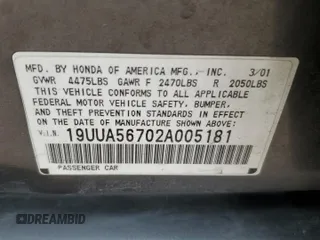 MFD. BY HONDA OF AMERICA MFG., INC. 3/01
GVWR 4475LBS GAWR F 2470LBS R 2050LBS
THIS VEHICLE CONFORMS TO ALL APPLICABLE
FEDERAL MOTOR VEHICLE SAFETY, BUMPER,
AND THEFT PREVENTION STANDARDS IN EFFECT
ON THE DATE OF MANUFACTURE SHOWN ABOVE.
V.I.N. 19UUA56702A005181
PASSENGER CAR
DREAMBID